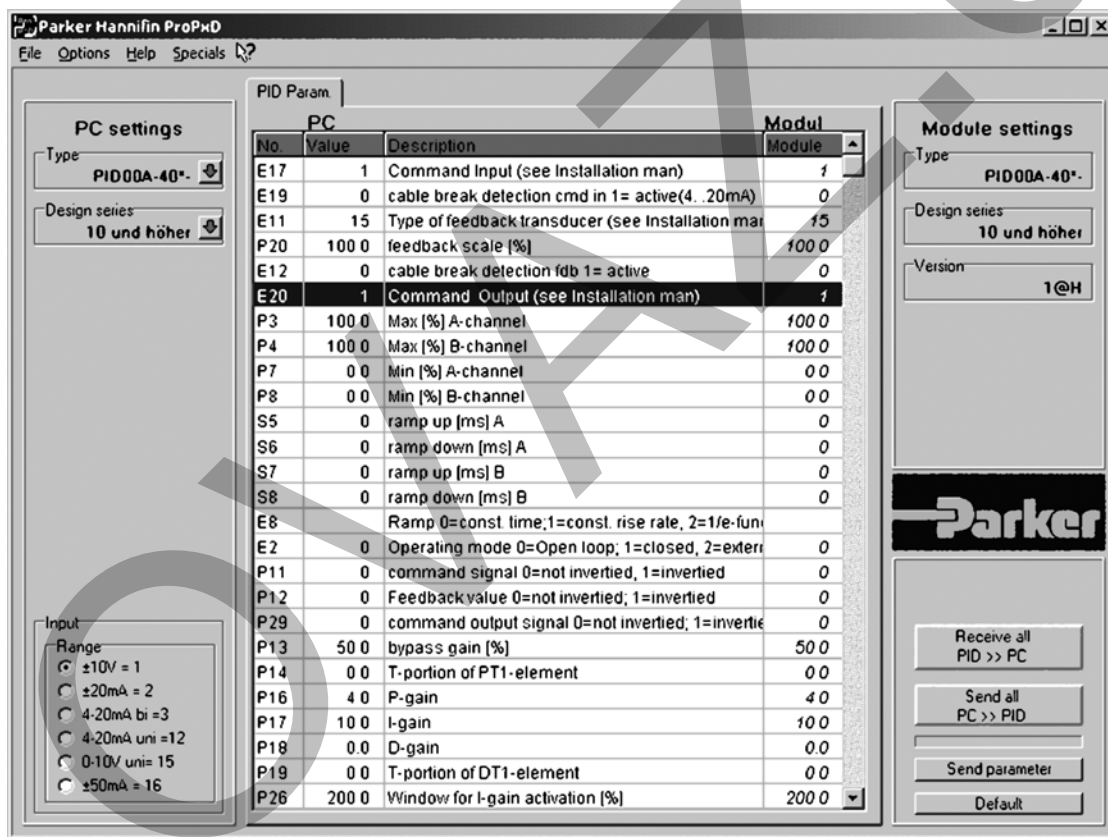 Parker Hannifin ProPxD
File Options Help Specials
PID Param.
PC settings
Type
PID00A-40*-
Design series
10 und höher
Input
Range
±10V = 1
±20mA = 2
4-20mA bi =3
4-20mA uni =12
0-10V uni= 15
±50mA = 16
PC Modul
No. Value Description Module
E17 1 Command Input (see Installation man) 1
E19 0 cable break detection cmd in 1= active(4. .20mA) 0
E11 15 Type of feedback transducer (see Installation mar 15
P20 100 0 feedback scale [%] 100 0
E12 0 cable break detection fdb 1= active 0
E20 1 Command Output (see Installation man) 1
P3 100 0 Max [%] A-channel 100 0
P4 100 0 Max [%] B-channel 100 0
P7 0 0 Min [%] A-channel 0 0
P8 0 0 Min [%] B-channel 0 0
S5 0 ramp up [ms] A 0
S6 0 ramp down [ms] A 0
S7 0 ramp up [ms] B 0
S8 0 ramp down [ms] B 0
E8 Ramp 0=const. time;1=const. rise rate, 2=1/e-fun
E2 0 Operating mode 0=Open loop; 1=closed, 2=extern 0
P11 0 command signal 0=not invertied, 1=invertied 0
P12 0 Feedback value 0=not invertied; 1=invertied 0
P29 0 command output signal 0=not invertied; 1=invertie 0
P13 50 0 bypass gain [%] 50 0
P14 0 0 T-portion of PT1-element 0 0
P16 4 0 P-gain 4 0
P17 10 0 I-gain 10 0
P18 0.0 D-gain 0.0
P19 0 0 T-portion of DT1-element 0 0
P26 200 0 Window for I-gain activation [%] 200 0
Module settings
Type
PID00A-40*-
Design series
10 und höher
Version
1@H
Parker
Receive all
PID >> PC
Send all
PC >> PID
Send parameter
Default